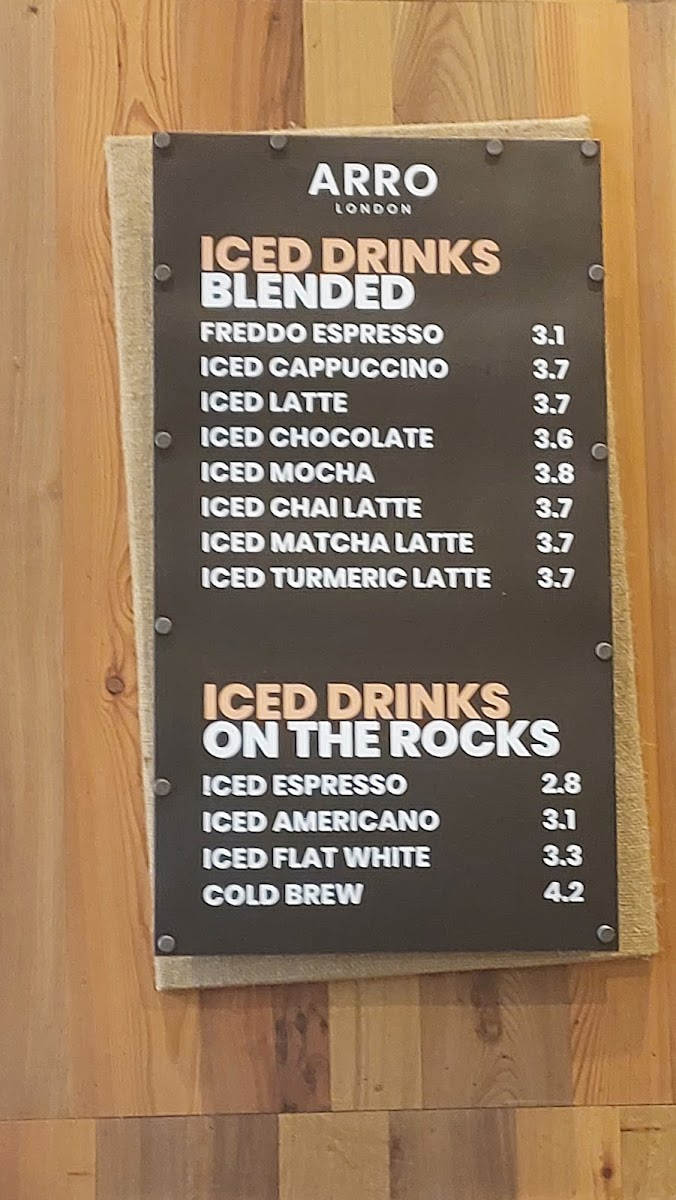 ARRO
LONDON
ICED DRINKS
BLENDED
FREDDO ESPRESSO 3.1
ICED CAPPUCCINO 3.7
ICED LATTE 3.7
ICED CHOCOLATE 3.6
ICED MOCHA 3.8
ICED CHAI LATTE 3.7
ICED MATCHA LATTE 3.7
ICED TURMERIC LATTE 3.7
ICED DRINKS
ON THE ROCKS
ICED ESPRESSO 2.8
ICED AMERICANO 3.1
ICED FLAT WHITE 3.3
COLD BREW 4.2